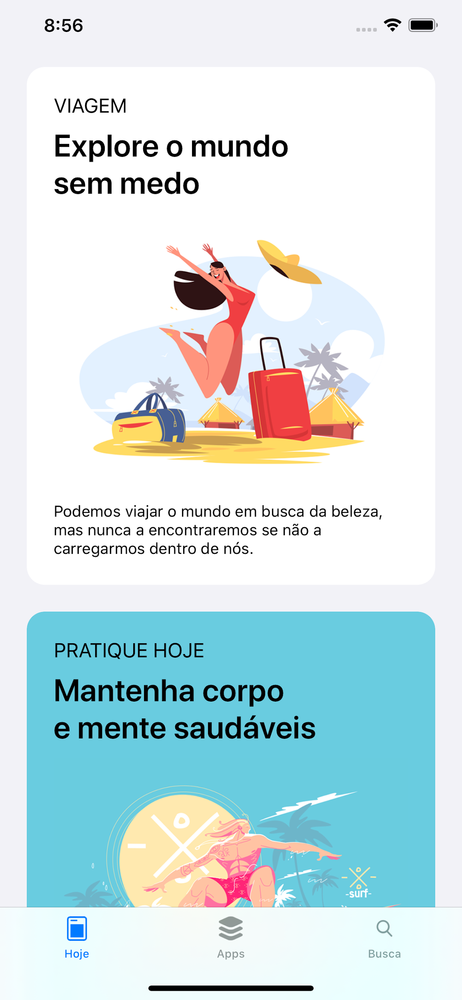 8:56
VIAGEM
Explore o mundo
sem medo
Podemos viajar o mundo em busca da beleza,
mas nunca a encontraremos se não a
carregarmos dentro de nós.
PRATIQUE HOJE
Mantenha corpo
e mente saudáveis
-surf-
Hoje
Apps
Busca